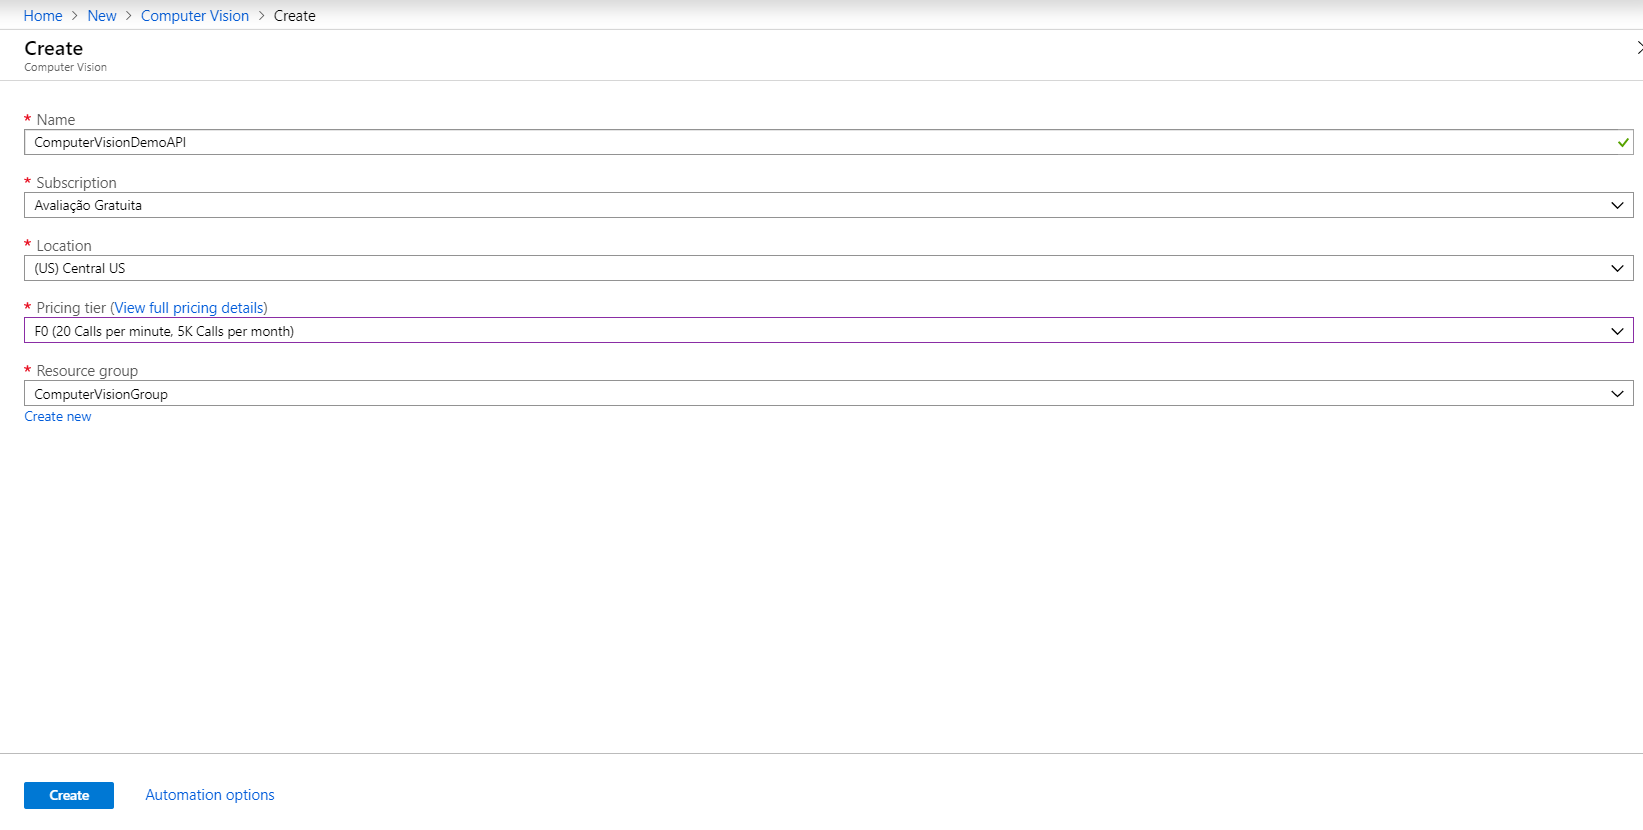 Home > New > Computer Vision > Create
Create
Computer Vision
* Name
ComputerVisionDemoAPI
* Subscription
Avaliação Gratuita
* Location
(US) Central US
* Pricing tier (View full pricing details)
F0 (20 Calls per minute, 5K Calls per month)
* Resource group
ComputerVisionGroup
Create new
Create
Automation options